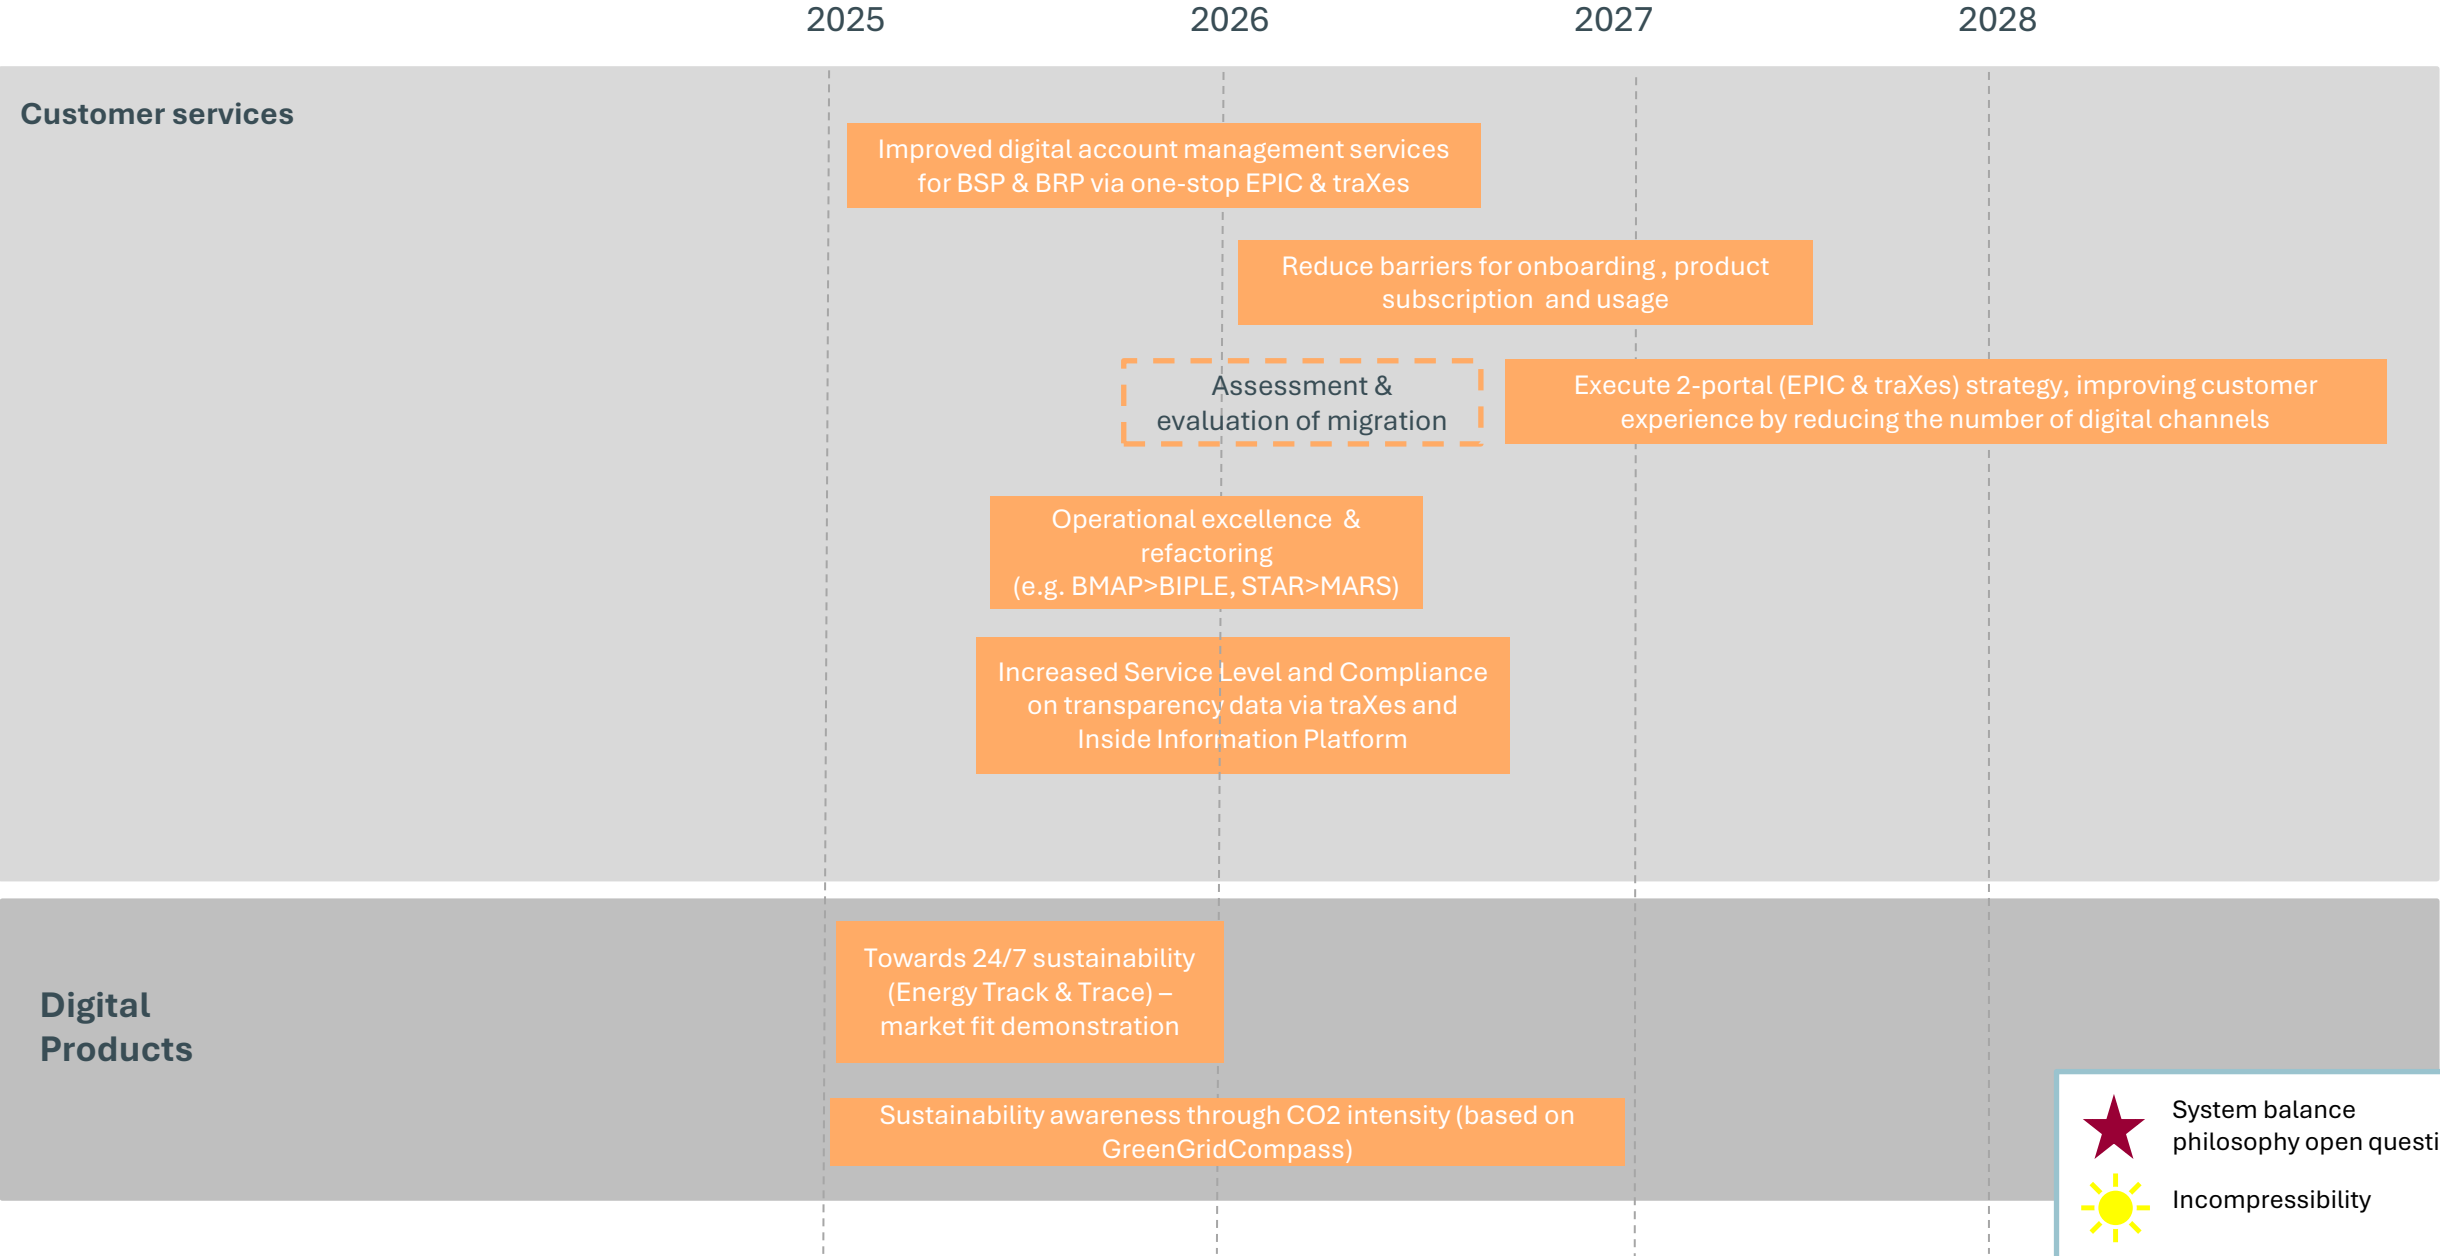 2025 2026 2027 2028
Customer services
Improved digital account management services
for BSP & BRP via one-stop EPIC & traXes
Reduce barriers for onboarding , product
subscription and usage
Assessment &
evaluation of migration
Execute 2-portal (EPIC & traXes) strategy, improving customer
experience by reducing the number of digital channels
Operational excellence &
refactoring
(e.g. BMAP>BIPLE, STAR>MARS)
Increased Service Level and Compliance
on transparency data via traXes and
Inside Information Platform
Digital
Products
Towards 24/7 sustainability
(Energy Track & Trace) –
market fit demonstration
Sustainability awareness through CO2 intensity (based on
GreenGridCompass)
System balance
philosophy open questi
Incompressibility